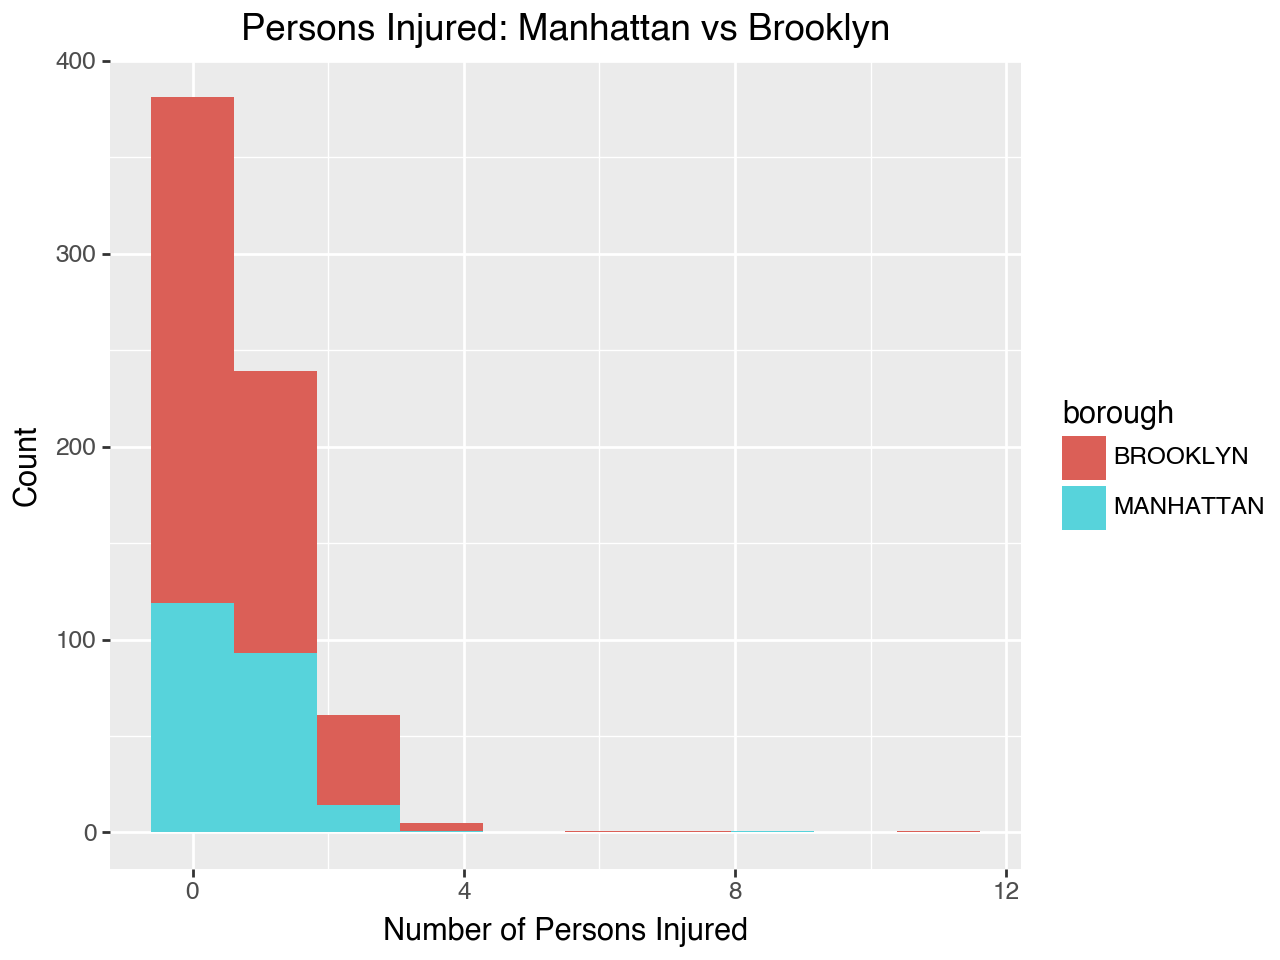 Persons Injured: Manhattan vs Brooklyn
400
300
200
100
0
Count
0 4 8 12
Number of Persons Injured
borough
BROOKLYN
MANHATTAN